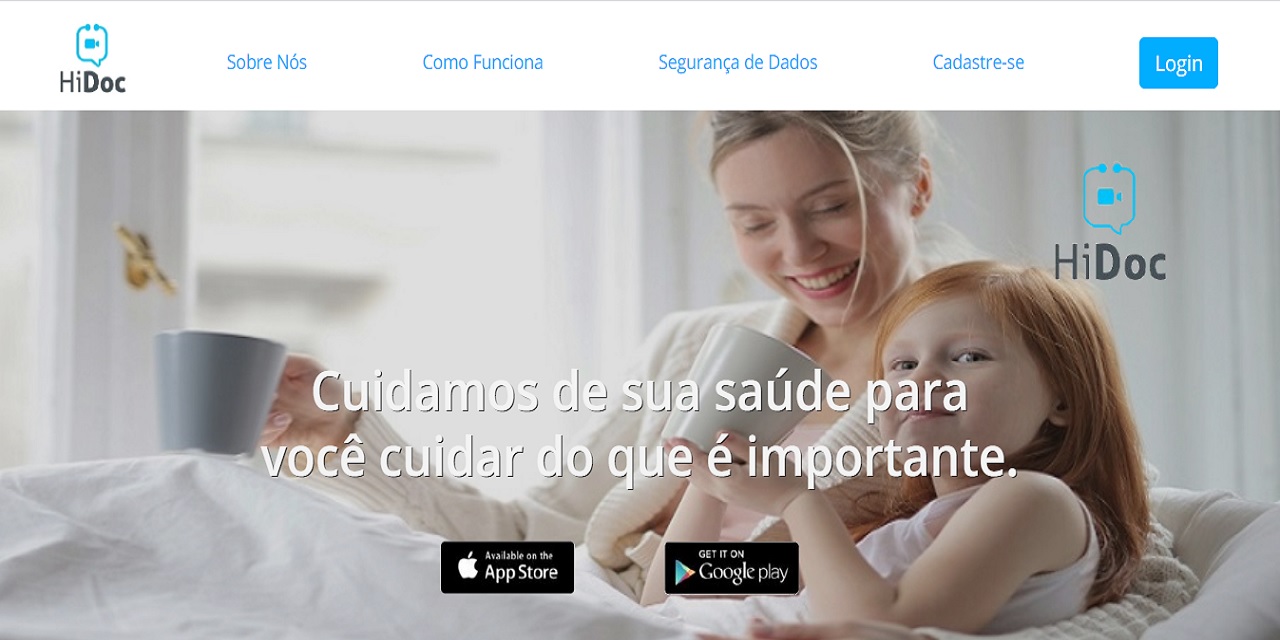 HiDoc
Sobre Nós
Como Funciona
Segurança de Dados
Cadastre-se
Login
HiDoc
Cuidamos de sua saúde para
você cuidar do que é importante.
Available on the
App Store
GET IT ON
Google play